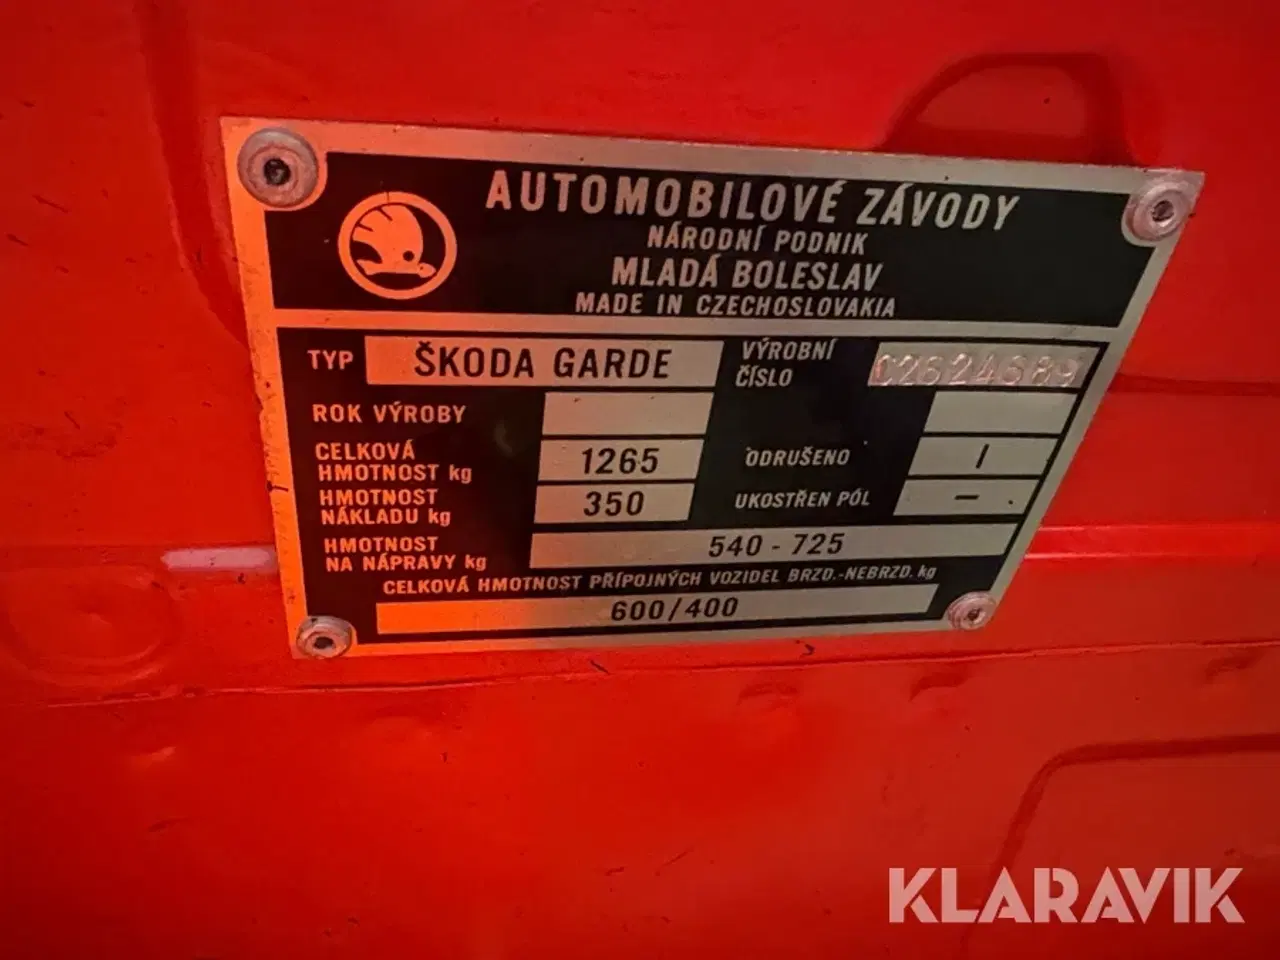 AUTOMOBILOVÉ ZÁVODY
NÁRODNÍ PODNIK
MLADÁ BOLESLAV
MADE IN CZECHOSLOVAKIA
TYP ŠKODA GARDE
VÝROBNÍ
ČÍSLO C2624689
ROK VÝROBY
CELKOVÁ
HMOTNOST kg 1265
ODRUŠENO /
HMOTNOST
NÁKLADU kg 350
UKOSTŘEN PÓL –
HMOTNOST
NA NÁPRAVY kg 540 - 725
CELKOVÁ HMOTNOST PŘÍPOJNÝCH VOZIDEL BRZD.-NEBRZD. kg
600/400
KLARAVIK